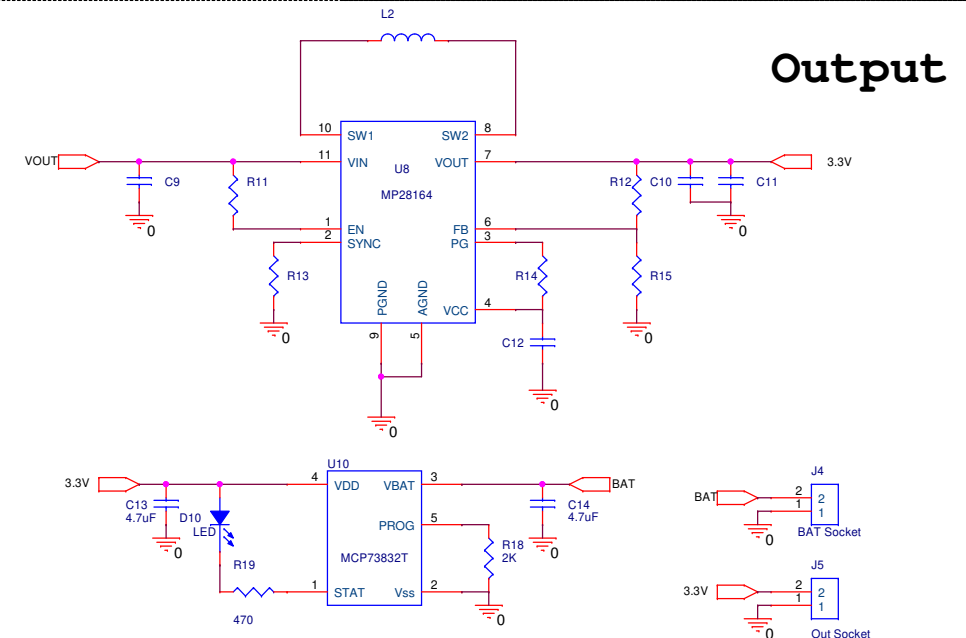 L2
Output
10
SW1
SW2
8
VOUT
11
VIN
VOUT
7
3.3V
U8
MP28164
C9
R11
R12
C10
C11
0
0
1
EN
FB
6
2
SYNC
PG
3
R13
R14
R15
PGND
AGND
VCC
4
0
0
C12
9
5
0
0
U10
3.3V
4
VDD
VBAT
3
BAT
C13
4.7uF
D10
LED
C14
4.7uF
0
0
PROG
5
R18
2K
MCP73832T
R19
1
STAT
Vss
2
470
0
J4
BAT
2
2
1
1
0
BAT Socket
J5
3.3V
2
2
1
1
0
Out Socket